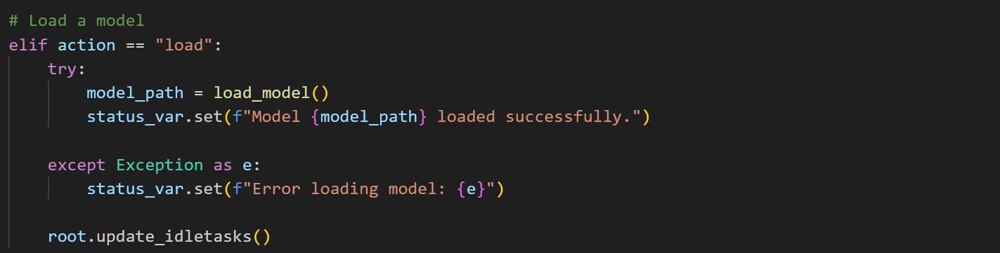 # Load a model
elif action == "load":
    try:
        model_path = load_model()
        status_var.set(f"Model {model_path} loaded successfully.")
    except Exception as e:
        status_var.set(f"Error loading model: {e}")
    root.update_idletasks()